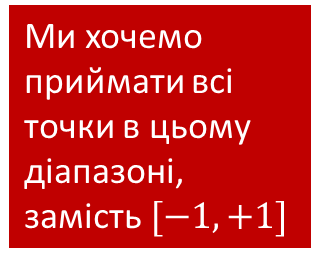 Ми хочемо
приймати всі
точки в цьому
діапазоні,
замість [−1, +1]